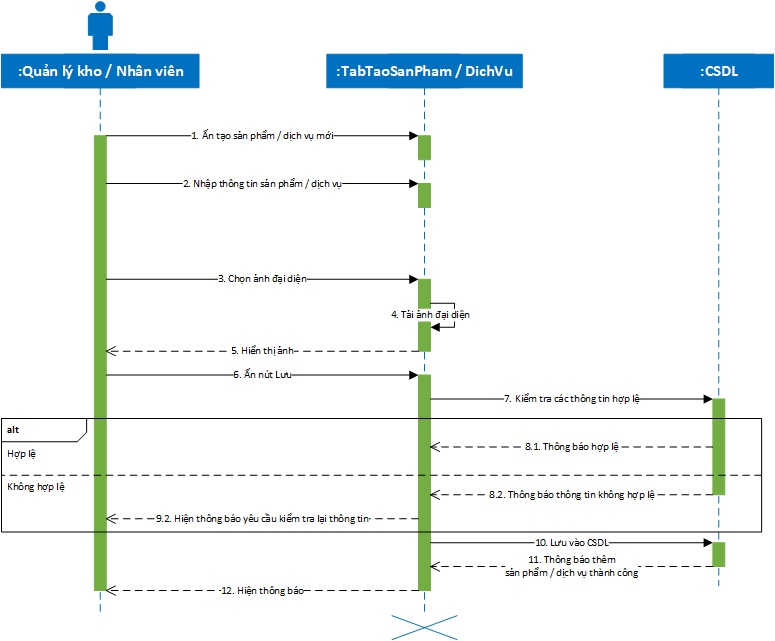 :Quản lý kho / Nhân viên
:TabTaoSanPham / DichVu
:CSDL
1. Ấn tạo sản phẩm / dịch vụ mới
2. Nhập thông tin sản phẩm / dịch vụ
3. Chọn ảnh đại diện
4. Tải ảnh đại diện
5. Hiển thị ảnh
6. Ấn nút Lưu
7. Kiểm tra các thông tin hợp lệ
alt
Hợp lệ
8.1. Thông báo hợp lệ
Không hợp lệ
8.2. Thông báo thông tin không hợp lệ
9.2. Hiện thông báo yêu cầu kiểm tra lại thông tin
10. Lưu vào CSDL
11. Thông báo thêm
sản phẩm / dịch vụ thành công
12. Hiện thông báo